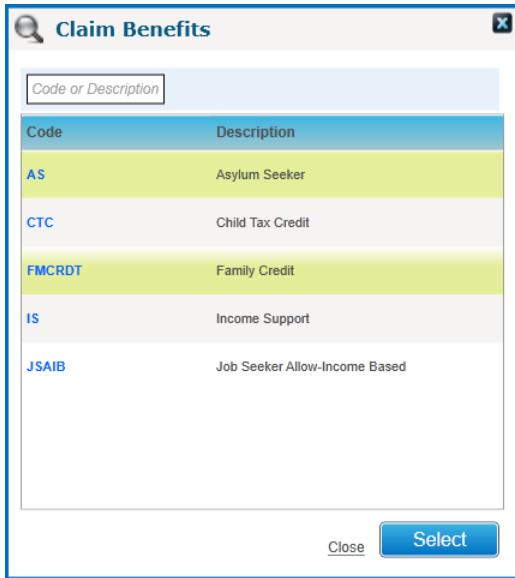 Claim Benefits
Code or Description
Code Description
AS Asylum Seeker
CTC Child Tax Credit
FMCRDT Family Credit
IS Income Support
JSAIB Job Seeker Allow-Income Based
Close Select